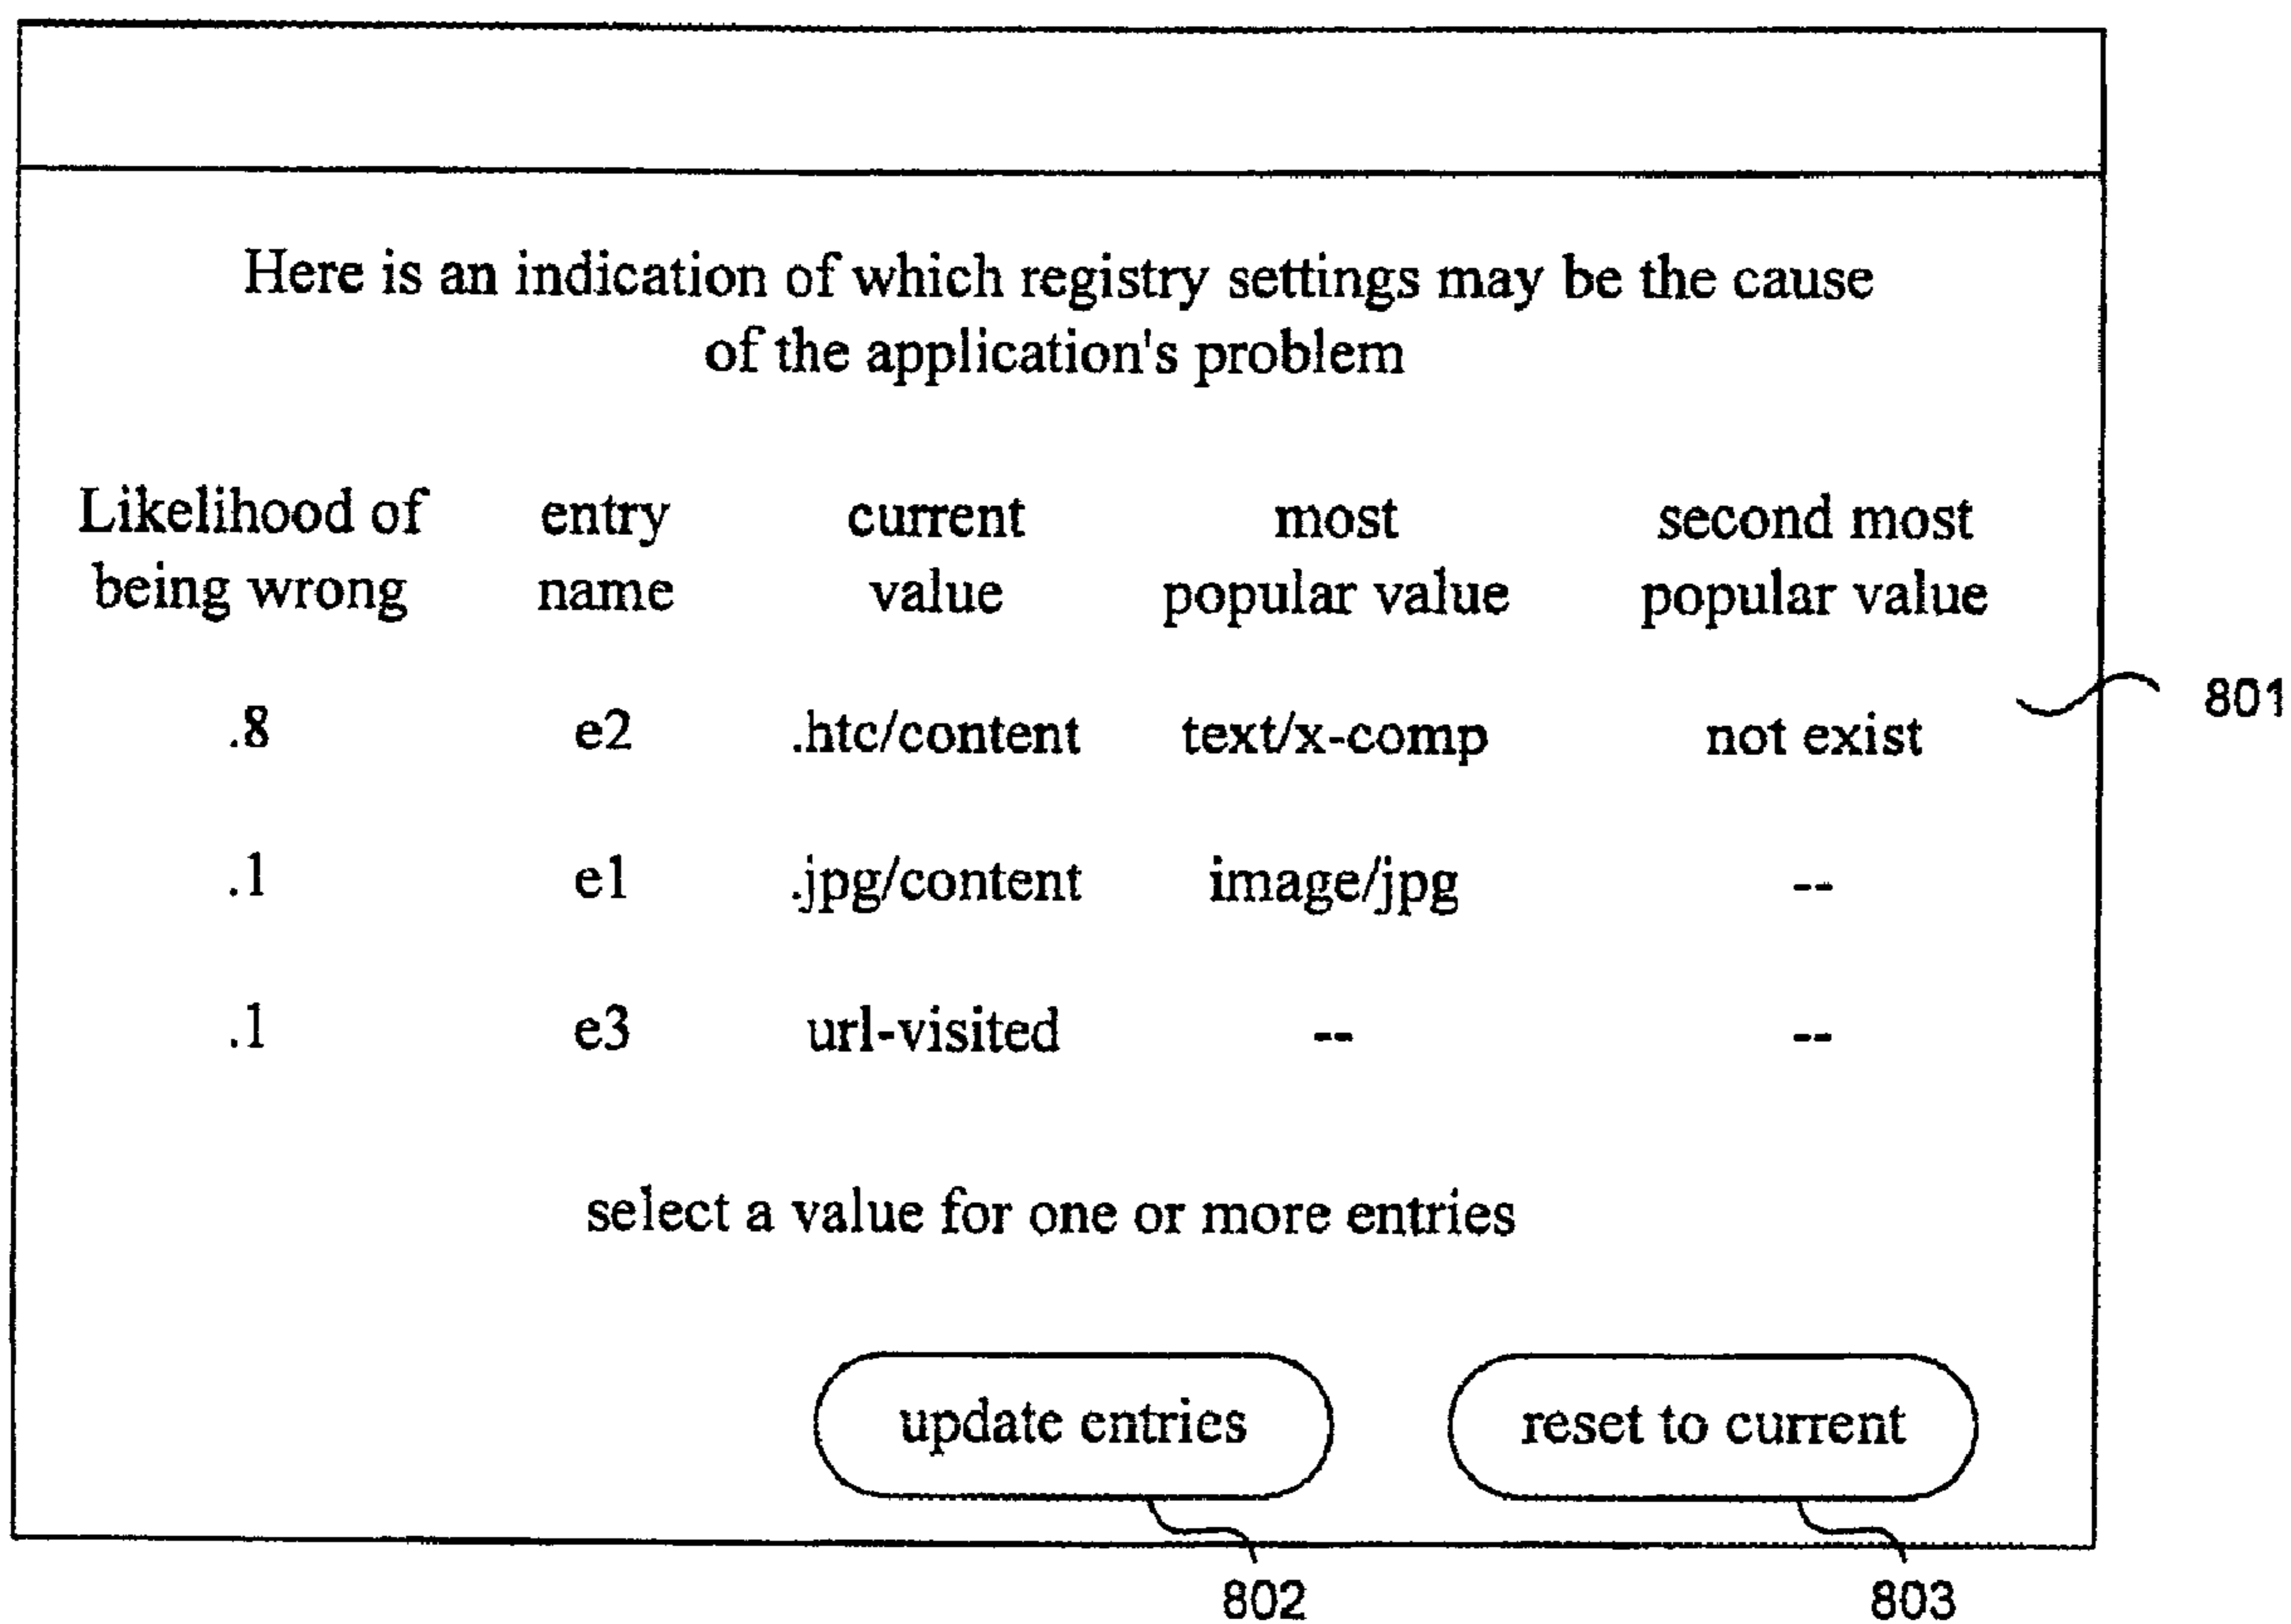 Here is an indication of which registry settings may be the cause
of the application's problem
Likelihood of being wrong entry name current value most popular value second most popular value
.8 e2 .htc/content text/x-comp not exist 801
.1 e1 .jpg/content image/jpg --
.1 e3 url-visited -- --
select a value for one or more entries
update entries reset to current
802 803